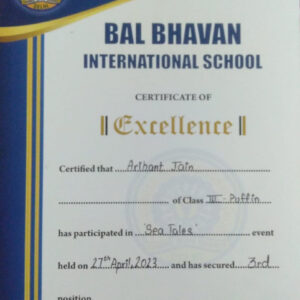 DELHI
BAL BHAVAN
INTERNATIONAL SCHOOL
CERTIFICATE OF
Excellence
Certified that ....Arihant Jain
of Class III-Puffin
has participated in 'Sea Tales' event
held on 27th April, 2023 and has secured 3rd
position